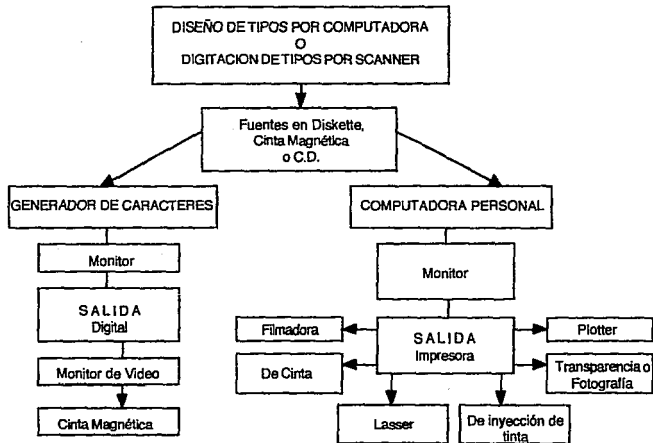 DISEÑO DE TIPOS POR COMPUTADORA
O
DIGITACION DE TIPOS POR SCANNER
Fuentes en Diskette,
Cinta Magnética
o C.D.
GENERADOR DE CARACTERES
COMPUTADORA PERSONAL
Monitor
Monitor
SALIDA
Digital
Filmadora
SALIDA
Impresora
Plotter
Monitor de Video
De Cinta
Transparencia o
Fotografía
Cinta Magnética
Lasser
De inyección de
tinta